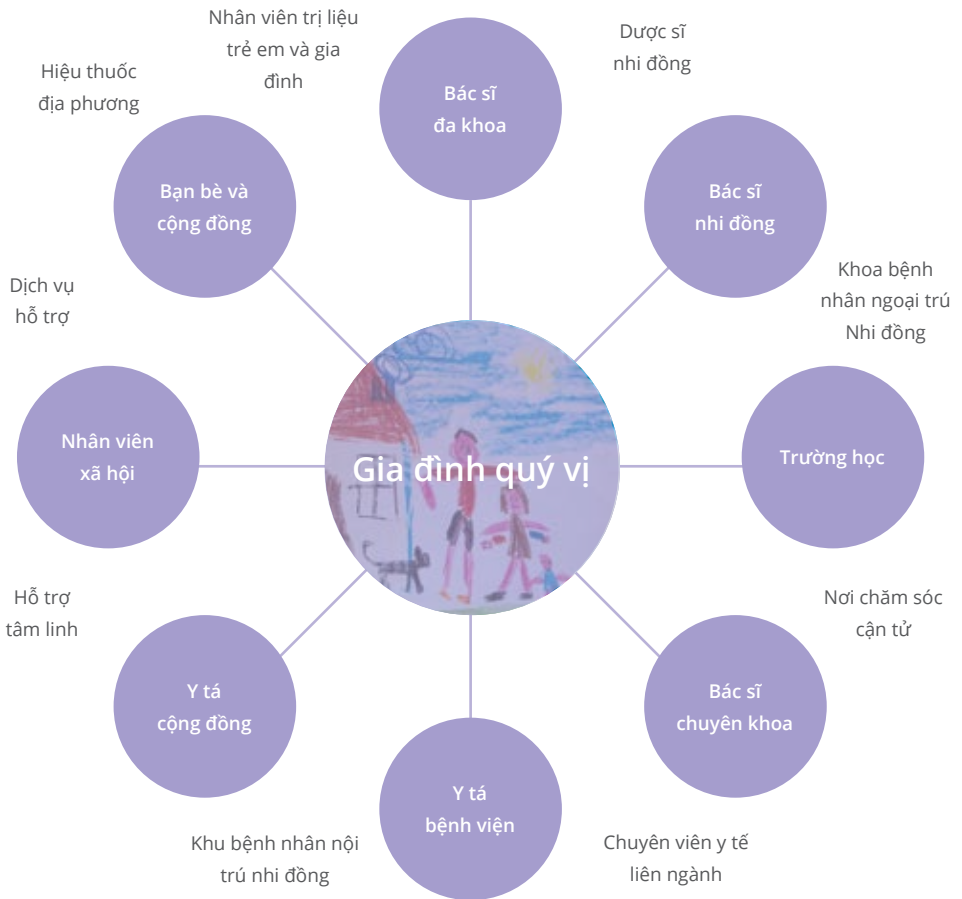 Nhân viên trị liệu
trẻ em và gia
đình
Dược sĩ
nhi đồng
Hiệu thuốc
địa phương
Bác sĩ
đa khoa
Bạn bè và
cộng đồng
Bác sĩ
nhi đồng
Khoa bệnh
nhân ngoại trú
Nhi đồng
Dịch vụ
hỗ trợ
Nhân viên
xã hội
Gia đình quý vị
Trường học
Hỗ trợ
tâm linh
Nơi chăm sóc
cận tử
Y tá
cộng đồng
Bác sĩ
chuyên khoa
Y tá
bệnh viện
Khu bệnh nhân nội
trú nhi đồng
Chuyên viên y tế
liên ngành